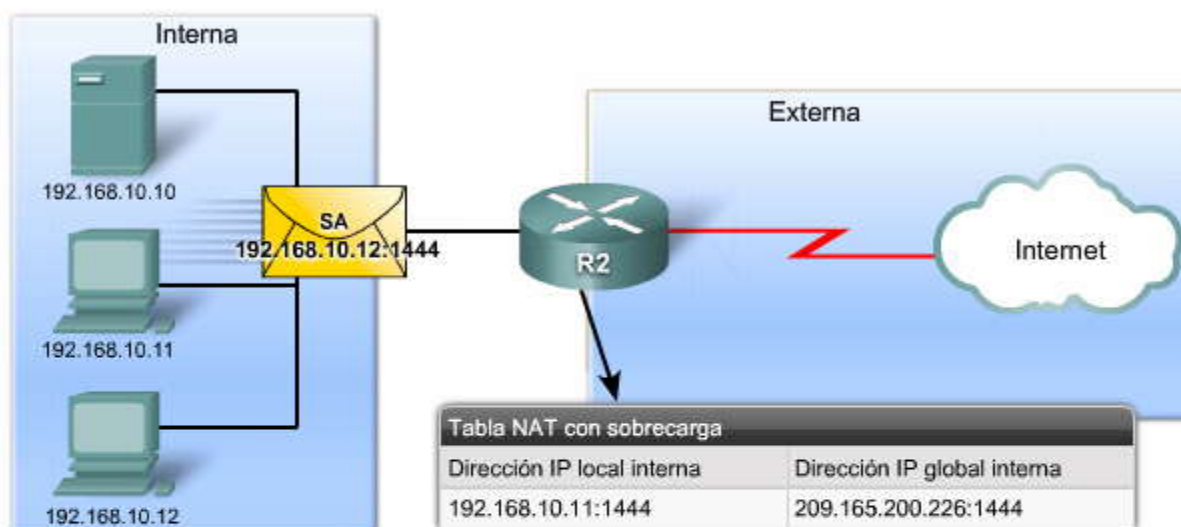 Interna
192.168.10.10
SA
192.168.10.12:1444
192.168.10.11
192.168.10.12
Externa
R2
Internet
Tabla NAT con sobrecarga
Dirección IP local interna Dirección IP global interna
192.168.10.11:1444 209.165.200.226:1444